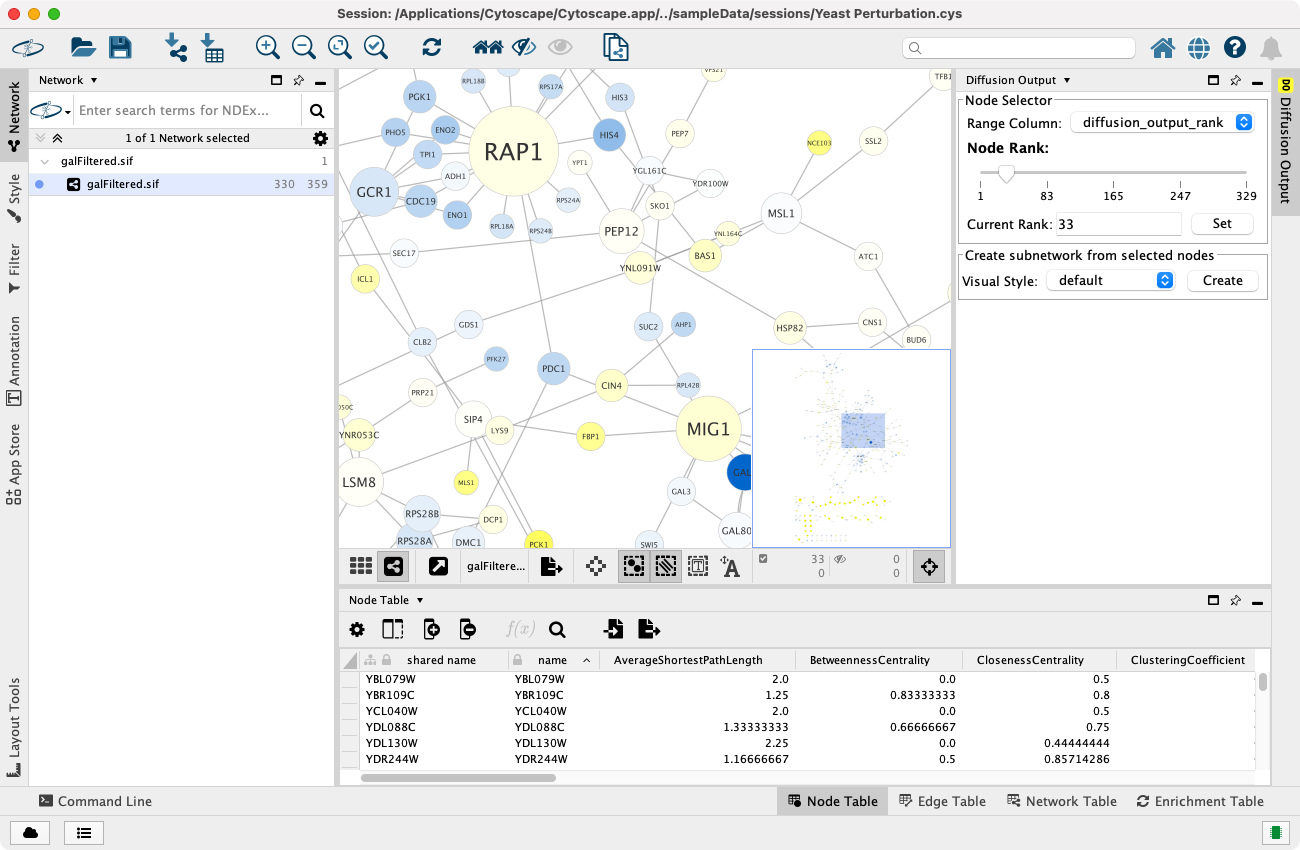 Session: /Applications/Cytoscape/Cytoscape.app/../sampleData/sessions/Yeast Perturbation.cys
Network
Style
Filter
Annotation
App Store
Layout Tools
Network
Enter search terms for NDEx...
1 of 1 Network selected
galFiltered.sif 1
galFiltered.sif 330 359
RPL18B
RPS17A
VPS21
TFB1
PGK1
HIS3
PHO5
ENO2
RAP1
HIS4
PEP7
NCE103
SSL2
TPI1
YPT1
ADH1
YGL161C
YDR100W
GCR1
CDC19
ENO1
RPS24A
SKO1
MSL1
RPL18A
RPS24B
PEP12
YNL164C
SEC17
BAS1
ATC1
YNL091W
ICL1
GDS1
SUC2
AHP1
HSP82
CNS1
CLB2
BUD6
PFK27
PDC1
CIN4
RPL42B
PRP21
050C
SIP4
LYS9
YNR053C
FBP1
MIG1
GAL
LSM8
MLS1
GAL3
RPS28B
DCP1
GAL80
RPS28A
DMC1
PCK1
SWI5
galFiltere...
33 0
0 0
Diffusion Output
Node Selector
Range Column: diffusion_output_rank
Node Rank:
1 83 165 247 329
Current Rank: 33 Set
Create subnetwork from selected nodes
Visual Style: default Create
DO Diffusion Output
Node Table
f(x)
shared name name AverageShortestPathLength BetweennessCentrality ClosenessCentrality ClusteringCoefficient
YBL079W YBL079W 2.0 0.0 0.5
YBR109C YBR109C 1.25 0.83333333 0.8
YCL040W YCL040W 2.0 0.0 0.5
YDL088C YDL088C 1.33333333 0.66666667 0.75
YDL130W YDL130W 2.25 0.0 0.44444444
YDR244W YDR244W 1.16666667 0.5 0.85714286
Command Line
Node Table Edge Table Network Table Enrichment Table